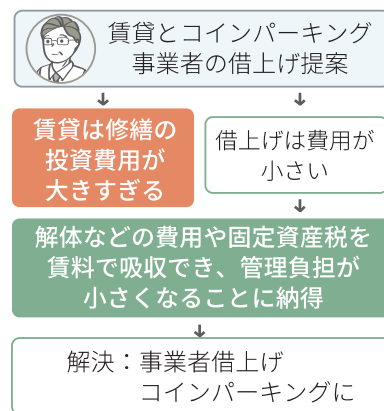 賃貸とコインパーキング
事業者の借上げ提案
賃貸は修繕の
投資費用が
大きすぎる
借上げは費用が
小さい
解体などの費用や固定資産税を
賃料で吸収でき、管理負担が
小さくなることに納得
解決：事業者借上げ
コインパーキングに